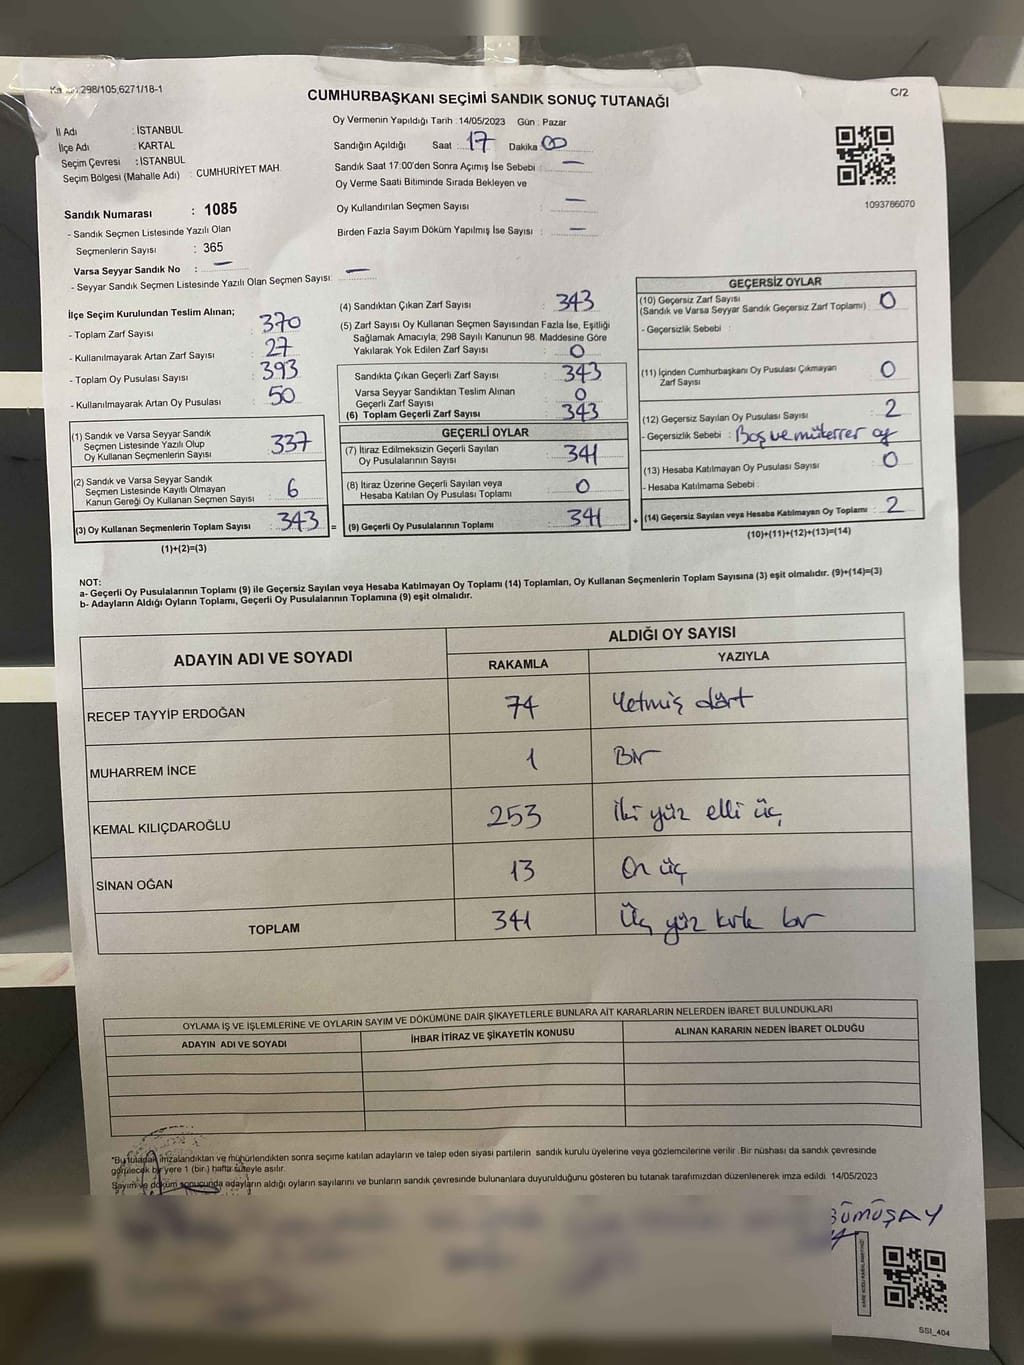 298/105,6271/18-1
C/2
CUMHURBAŞKANI SEÇİMİ SANDIK SONUÇ TUTANAĞI
Oy Vermenin Yapıldığı Tarih : 14/05/2023 Gün : Pazar
İl Adı : İSTANBUL
İlçe Adı : KARTAL
Seçim Çevresi : İSTANBUL
Seçim Bölgesi (Mahalle Adı) : CUMHURİYET MAH.
Sandık Numarası : 1085
- Sandık Seçmen Listesinde Yazılı Olan
Seçmenlerin Sayısı : 365
Varsa Seyyar Sandık No : —
- Seyyar Sandık Seçmen Listesinde Yazılı Olan Seçmen Sayısı: —
Sandığın Açıldığı Saat : 17 Dakika 00
Sandık Saat 17:00'den Sonra Açımış İse Sebebi : —
Oy Verme Saati Bitiminde Sırada Bekleyen ve
Oy Kullandırılan Seçmen Sayısı : —
Birden Fazla Sayım Döküm Yapılmış İse Sayısı : —
1093786070
İlçe Seçim Kurulundan Teslim Alınan;
- Toplam Zarf Sayısı : 370
- Kullanılmayarak Artan Zarf Sayısı : 27
- Toplam Oy Pusulası Sayısı : 393
- Kullanılmayarak Artan Oy Pusulası : 50
(1) Sandık ve Varsa Seyyar Sandık
Seçmen Listesinde Yazılı Olup
Oy Kullanan Seçmenlerin Sayısı : 337
(2) Sandık ve Varsa Seyyar Sandık
Seçmen Listesinde Kayıtlı Olmayan
Kanun Gereği Oy Kullanan Seçmen Sayısı : 6
(3) Oy Kullanan Seçmenlerin Toplam Sayısı : 343 =
(1)+(2)=(3)
(4) Sandıktan Çıkan Zarf Sayısı : 343
(5) Zarf Sayısı Oy Kullanan Seçmen Sayısından Fazla İse, Eşitliği
Sağlamak Amacıyla, 298 Sayılı Kanunun 98. Maddesine Göre
Yakılarak Yok Edilen Zarf Sayısı : 0
Sandıkta Çıkan Geçerli Zarf Sayısı : 343
Varsa Seyyar Sandıktan Teslim Alınan
Geçerli Zarf Sayısı : 0
(6) Toplam Geçerli Zarf Sayısı : 343
GEÇERLİ OYLAR
(7) İtiraz Edilmeksizin Geçerli Sayılan
Oy Pusulalarının Sayısı : 341
(8) İtiraz Üzerine Geçerli Sayılan veya
Hesaba Katılan Oy Pusulası Toplamı : 0
(9) Geçerli Oy Pusulalarının Toplamı : 341 +
GEÇERSİZ OYLAR
(10) Geçersiz Zarf Sayısı
(Sandık ve Varsa Seyyar Sandık Geçersiz Zarf Toplamı) : 0
- Geçersizlik Sebebi :
(11) İçinden Cumhurbaşkanı Oy Pusulası Çıkmayan
Zarf Sayısı : 0
(12) Geçersiz Sayılan Oy Pusulası Sayısı : 2
- Geçersizlik Sebebi : Boş ve mükerrer oy
(13) Hesaba Katılmayan Oy Pusulası Sayısı : 0
- Hesaba Katılmama Sebebi :
(14) Geçersiz Sayılan veya Hesaba Katılmayan Oy Toplamı : 2
(10)+(11)+(12)+(13)=(14)
NOT:
a- Geçerli Oy Pusulalarının Toplamı (9) ile Geçersiz Sayılan veya Hesaba Katılmayan Oy Toplamı (14) Toplamları, Oy Kullanan Seçmenlerin Toplam Sayısına (3) eşit olmalıdır. (9)+(14)=(3)
b- Adayların Aldığı Oyların Toplamı, Geçerli Oy Pusulalarının Toplamına (9) eşit olmalıdır.
ADAYIN ADI VE SOYADI ALDIĞI OY SAYISI
RAKAMLA YAZIYLA
RECEP TAYYİP ERDOĞAN 74 Yetmiş dört
MUHARREM İNCE 1 Bir
KEMAL KILIÇDAROĞLU 253 İki yüz elli üç
SİNAN OĞAN 13 On üç
TOPLAM 341 Üç yüz kırk bir
OYLAMA İŞ VE İŞLEMLERİNE VE OYLARIN SAYIM VE DÖKÜMÜNE DAİR ŞİKAYETLERLE BUNLARA AİT KARARLARIN NELERDEN İBARET BULUNDUKLARI
ADAYIN ADI VE SOYADI İHBAR İTİRAZ VE ŞİKAYETİN KONUSU ALINAN KARARIN NEDEN İBARET OLDUĞU
*Bu tutanak imzalandıktan ve mühürlendikten sonra seçime katılan adayların ve talep eden siyasi partilerin sandık kurulu üyelerine veya gözlemcilerine verilir. Bir nüshası da sandık çevresinde
görülecek bir yere 1 (bir) hafta süreyle asılır.
Sayım ve döküm sonucunda adayların aldığı oyların sayılarını ve bunların sandık çevresinde bulunanlara duyurulduğunu gösteren bu tutanak tarafımızdan düzenlenerek imza edildi. 14/05/2023
GÜMÜŞAY
SSI_404